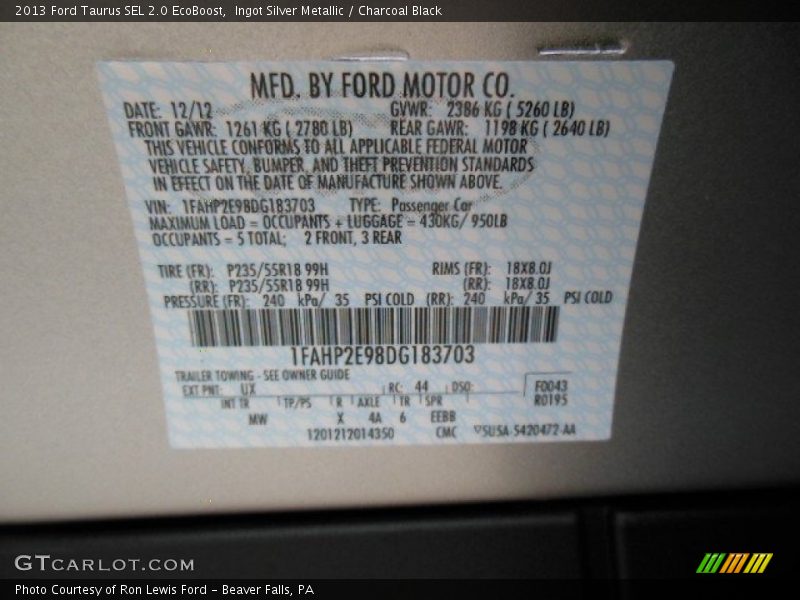 2013 Ford Taurus SEL 2.0 EcoBoost,  Ingot Silver Metallic / Charcoal Black
MFD. BY FORD MOTOR CO.
DATE: 12/12 GVWR: 2386 KG ( 5260 LB)
FRONT GAWR: 1261 KG ( 2780 LB) REAR GAWR: 1198 KG ( 2640 LB)
THIS VEHICLE CONFORMS TO ALL APPLICABLE FEDERAL MOTOR
VEHICLE SAFETY, BUMPER, AND THEFT PREVENTION STANDARDS
IN EFFECT ON THE DATE OF MANUFACTURE SHOWN ABOVE.
VIN: 1FAHP2E98DG183703 TYPE: Passenger Car
MAXIMUM LOAD = OCCUPANTS + LUGGAGE = 430KG/ 950LB
OCCUPANTS = 5 TOTAL; 2 FRONT, 3 REAR
TIRE (FR): P235/55R18 99H RIMS (FR): 18X8.0J
(RR): P235/55R18 99H (RR): 18X8.0J
PRESSURE (FR): 240 kPa/ 35 PSI COLD (RR): 240 kPa/ 35 PSI COLD
1FAHP2E98DG183703
TRAILER TOWING - SEE OWNER GUIDE
EXT PNT: UX RC: 44 DSO: F0043
INT TR TP/PS R AXLE TR SPR R0195
MW X 4A 6 EEBB
1201212014350 CMC ▽5U5A-5420472-AA
GTCARLOT.COM
Photo Courtesy of Ron Lewis Ford - Beaver Falls, PA